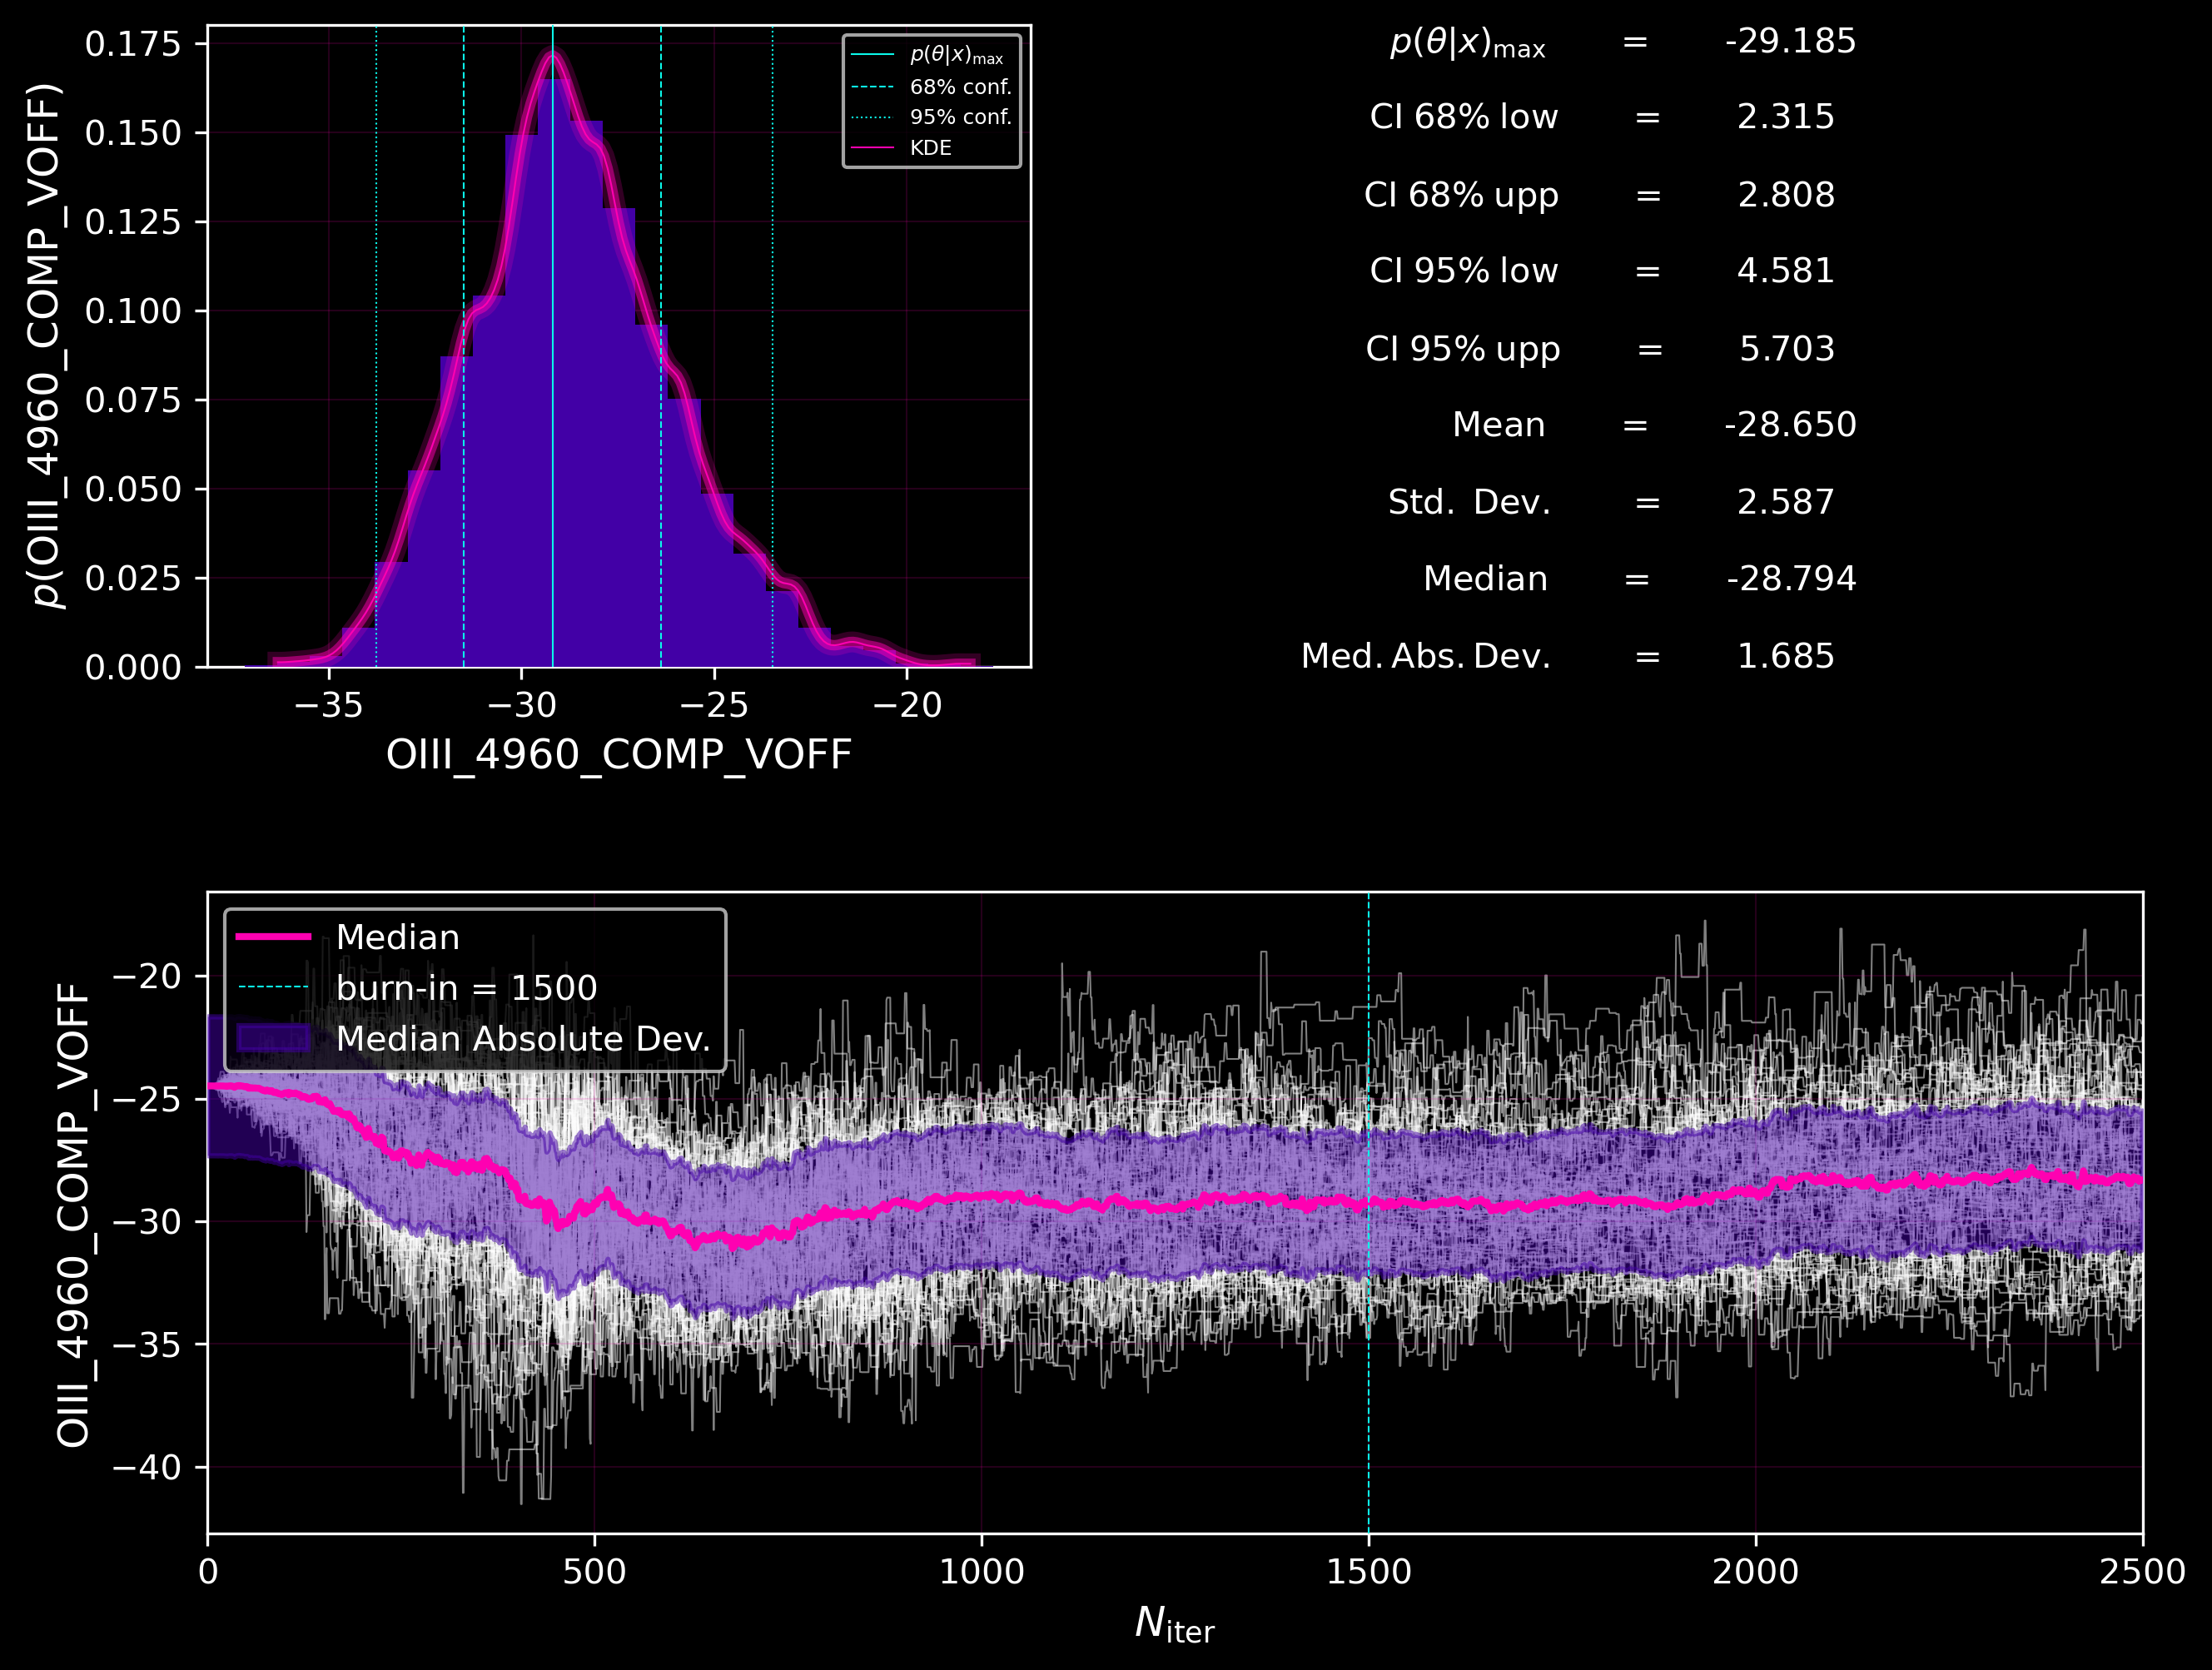 p(OIII_4960_COMP_VOFF)
0.175
0.150
0.125
0.100
0.075
0.050
0.025
0.000
−35 −30 −25 −20
OIII_4960_COMP_VOFF
p(θ|x)max
68% conf.
95% conf.
KDE
p(θ|x)max = -29.185
CI 68% low = 2.315
CI 68% upp = 2.808
CI 95% low = 4.581
CI 95% upp = 5.703
Mean = -28.650
Std. Dev. = 2.587
Median = -28.794
Med. Abs. Dev. = 1.685
OIII_4960_COMP_VOFF
−20
−25
−30
−35
−40
Median
burn-in = 1500
Median Absolute Dev.
0 500 1000 1500 2000 2500
Niter